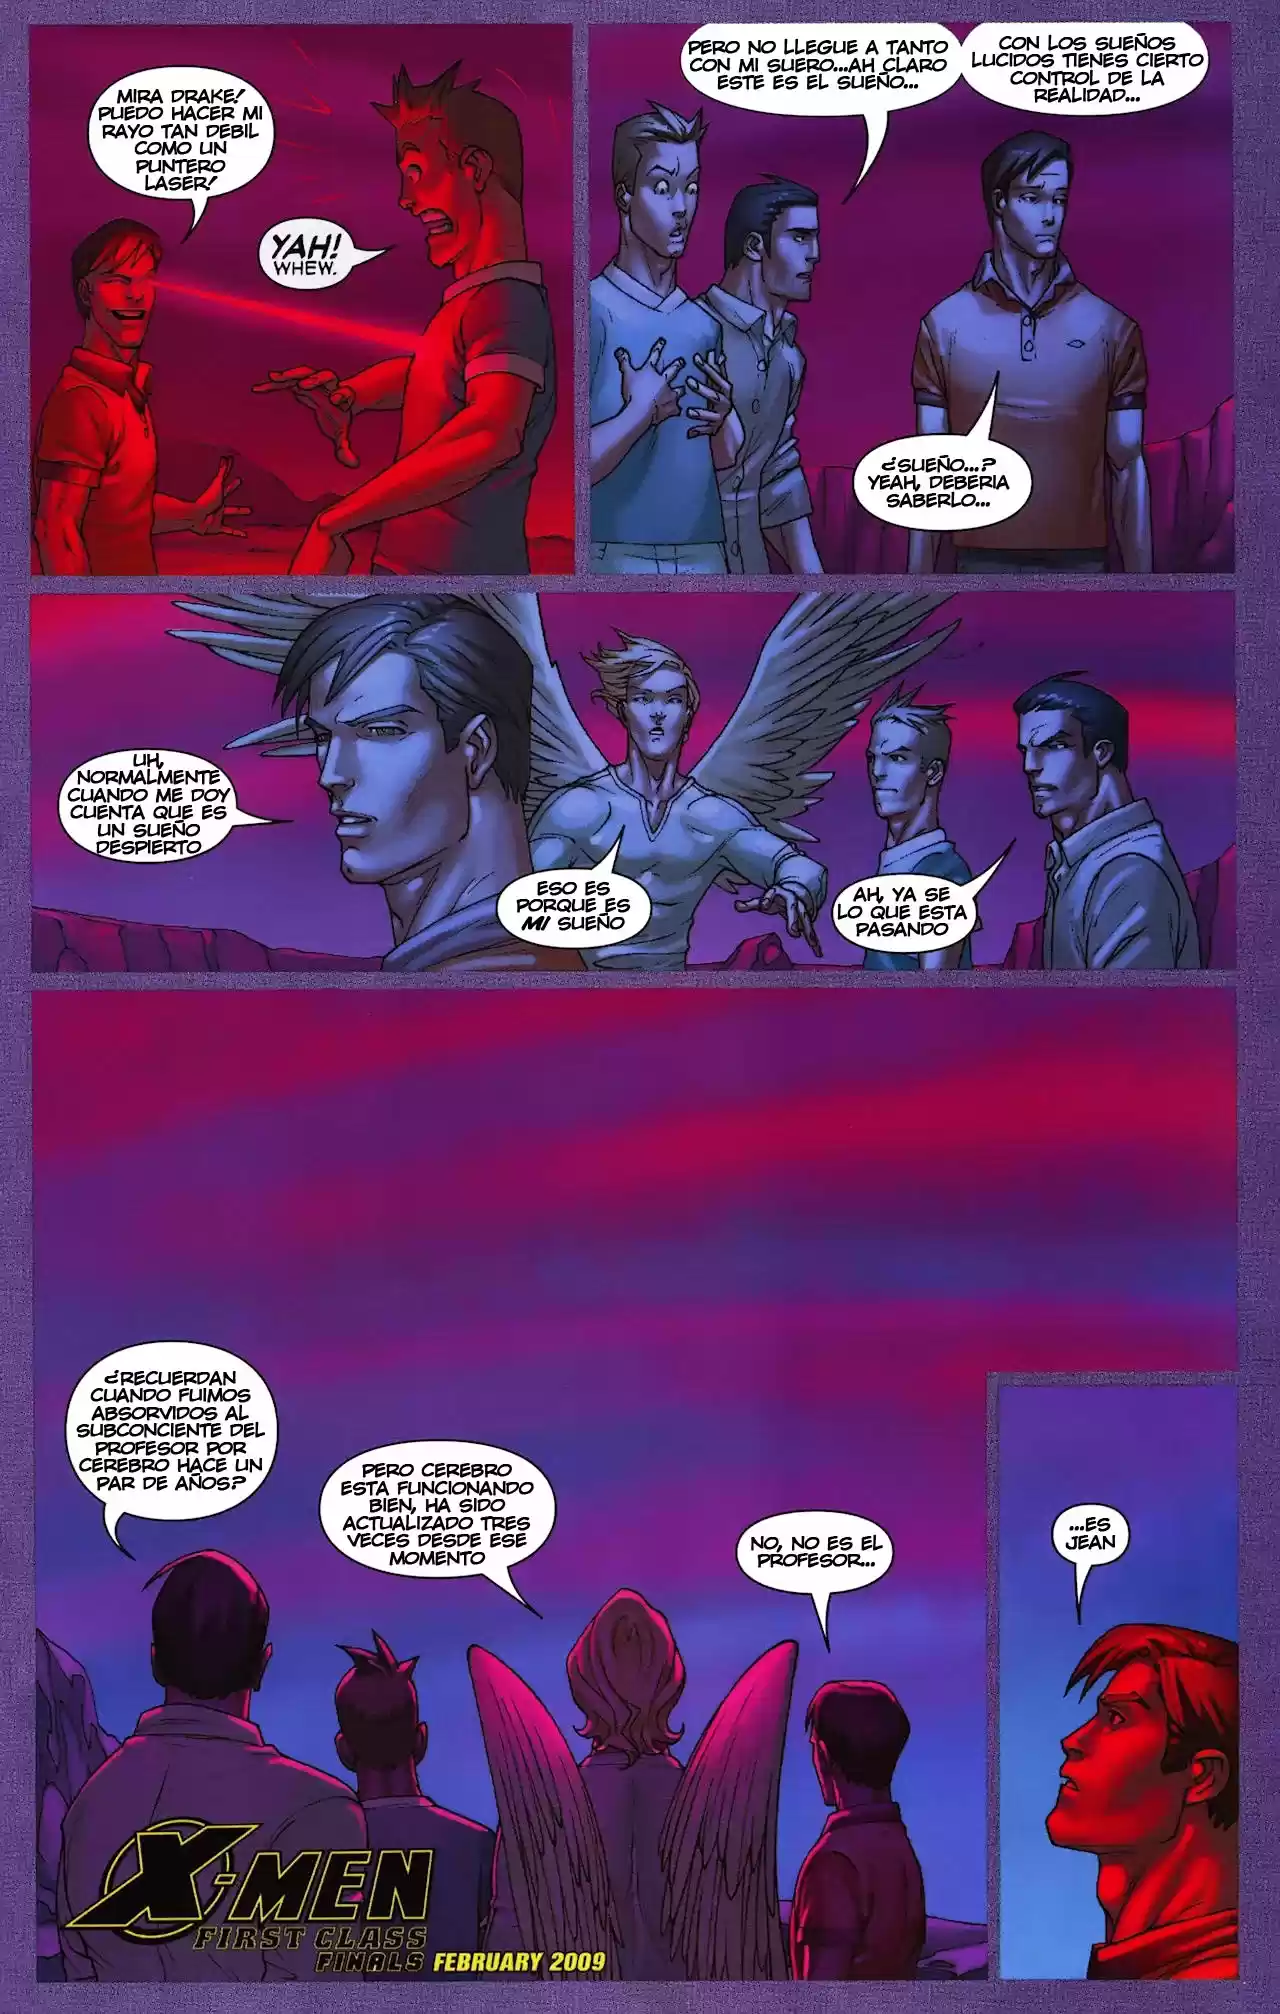 MIRA DRAKE!
PUEDO HACER MI
RAYO TAN DEBIL
COMO UN
PUNTERO
LASER!
YAH!
WHEW.
PERO NO LLEGUE A TANTO
CON MI SUERO...AH CLARO
ESTE ES EL SUEÑO...
CON LOS SUEÑOS
LUCIDOS TIENES CIERTO
CONTROL DE LA
REALIDAD...
¿SUEÑO...?
YEAH, DEBERIA
SABERLO...
UH,
NORMALMENTE
CUANDO ME DOY
CUENTA QUE ES
UN SUEÑO
DESPIERTO
ESO ES
PORQUE ES
MI SUEÑO
AH, YA SE
LO QUE ESTA
PASANDO
¿RECUERDAN
CUANDO FUIMOS
ABSORVIDOS AL
SUBCONCIENTE DEL
PROFESOR POR
CEREBRO HACE UN
PAR DE AÑOS?
PERO CEREBRO
ESTA FUNCIONANDO
BIEN, HA SIDO
ACTUALIZADO TRES
VECES DESDE ESE
MOMENTO
NO, NO ES EL
PROFESOR...
...ES
JEAN
X-MEN
FIRST CLASS
FINALS FEBRUARY 2009